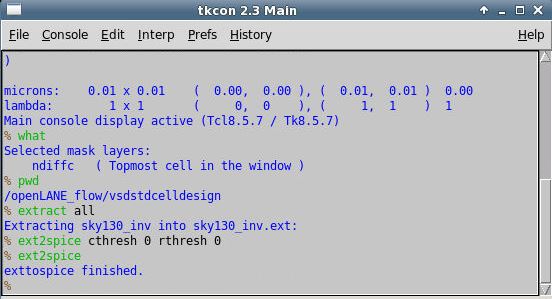 tkcon 2.3 Main
File Console Edit Interp Prefs History Help
)
microns: 0.01 x 0.01 ( 0.00, 0.00 ), ( 0.01, 0.01 ) 0.00
lambda: 1 x 1 ( 0, 0 ), ( 1, 1 ) 1
Main console display active (Tcl8.5.7 / Tk8.5.7)
% what
Selected mask layers:
ndiffc ( Topmost cell in the window )
% pwd
/openLANE_flow/vsdstdcelldesign
% extract all
Extracting sky130_inv into sky130_inv.ext:
% ext2spice cthresh 0 rthresh 0
% ext2spice
exttospice finished.
%